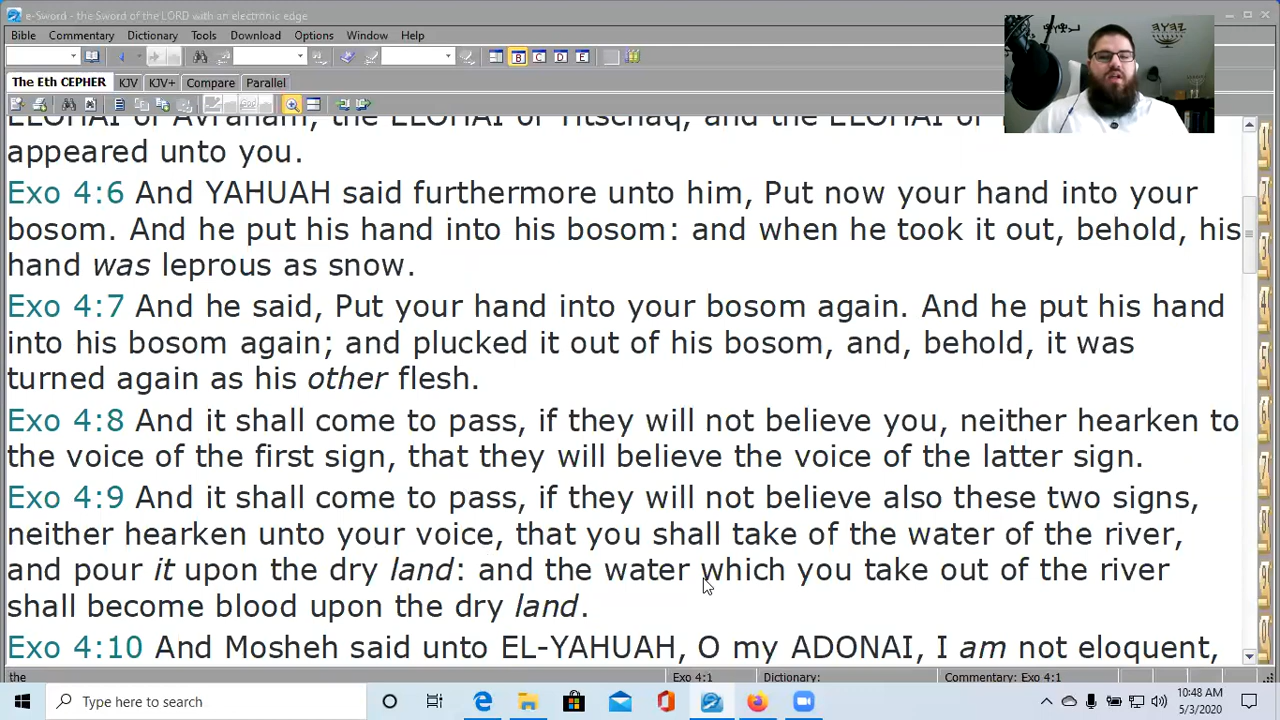 e-Sword - the Sword of the LORD with an electronic edge
Bible Commentary Dictionary Tools Download Options Window Help
B C D E
The Eth CEPHER KJV KJV+ Compare Parallel
ELOHAI of Avraham, the ELOHAI of Yitschaq, and the ELOHAI of
appeared unto you.
Exo 4:6 And YAHUAH said furthermore unto him, Put now your hand into your
bosom. And he put his hand into his bosom: and when he took it out, behold, his
hand was leprous as snow.
Exo 4:7 And he said, Put your hand into your bosom again. And he put his hand
into his bosom again; and plucked it out of his bosom, and, behold, it was
turned again as his other flesh.
Exo 4:8 And it shall come to pass, if they will not believe you, neither hearken to
the voice of the first sign, that they will believe the voice of the latter sign.
Exo 4:9 And it shall come to pass, if they will not believe also these two signs,
neither hearken unto your voice, that you shall take of the water of the river,
and pour it upon the dry land: and the water which you take out of the river
shall become blood upon the dry land.
Exo 4:10 And Mosheh said unto EL-YAHUAH, O my ADONAI, I am not eloquent,
the Exo 4:1 Dictionary: Commentary: Exo 4:1
Type here to search
10:48 AM
5/3/2020